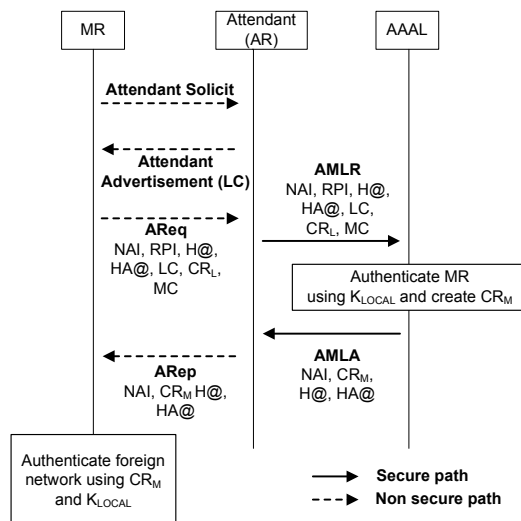 MR
Attendant
(AR)
AAAL
Attendant Solicit
Attendant
Advertisement (LC)
AMLR
NAI, RPI, H@,
HA@, LC,
CRL, MC
AReq
NAI, RPI, H@,
HA@, LC, CRL,
MC
Authenticate MR
using KLOCAL and create CRM
AMLA
NAI, CRM,
H@, HA@
ARep
NAI, CRM H@,
HA@
Authenticate foreign
network using CRM
and KLOCAL
Secure path
Non secure path